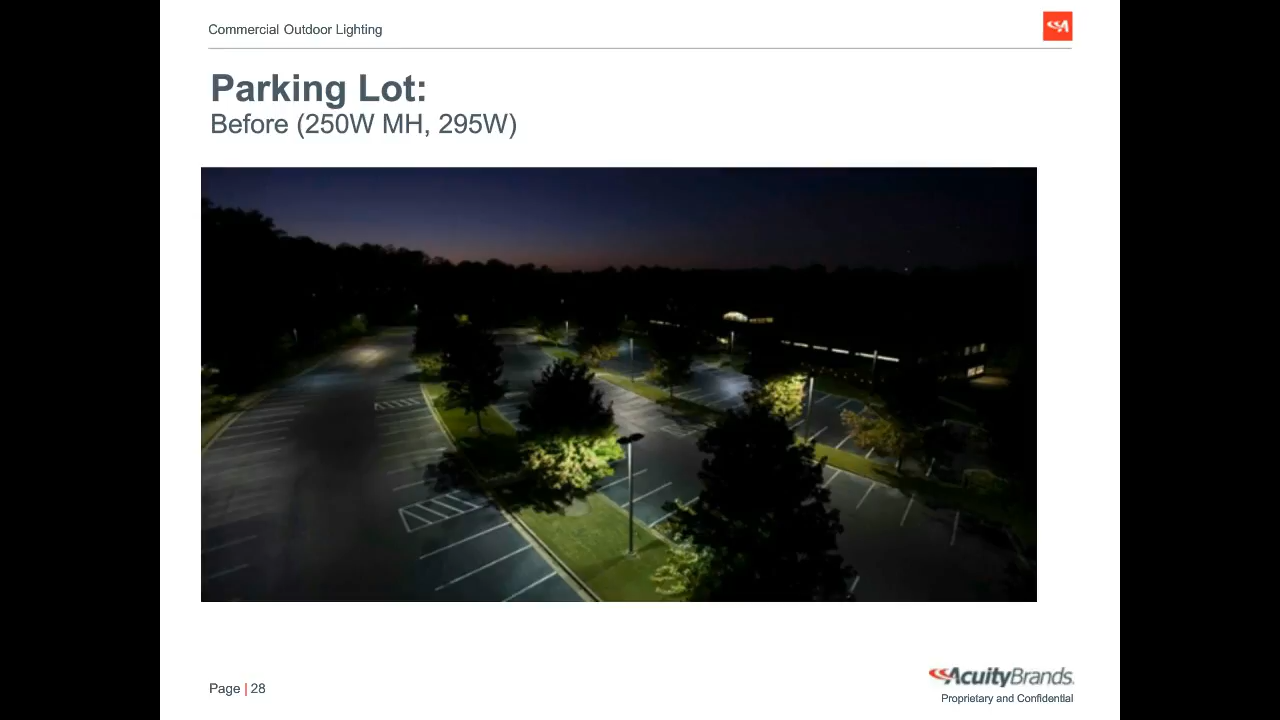 Commercial Outdoor Lighting
Parking Lot:
Before (250W MH, 295W)
Page | 28
AcuityBrands.
Proprietary and Confidential